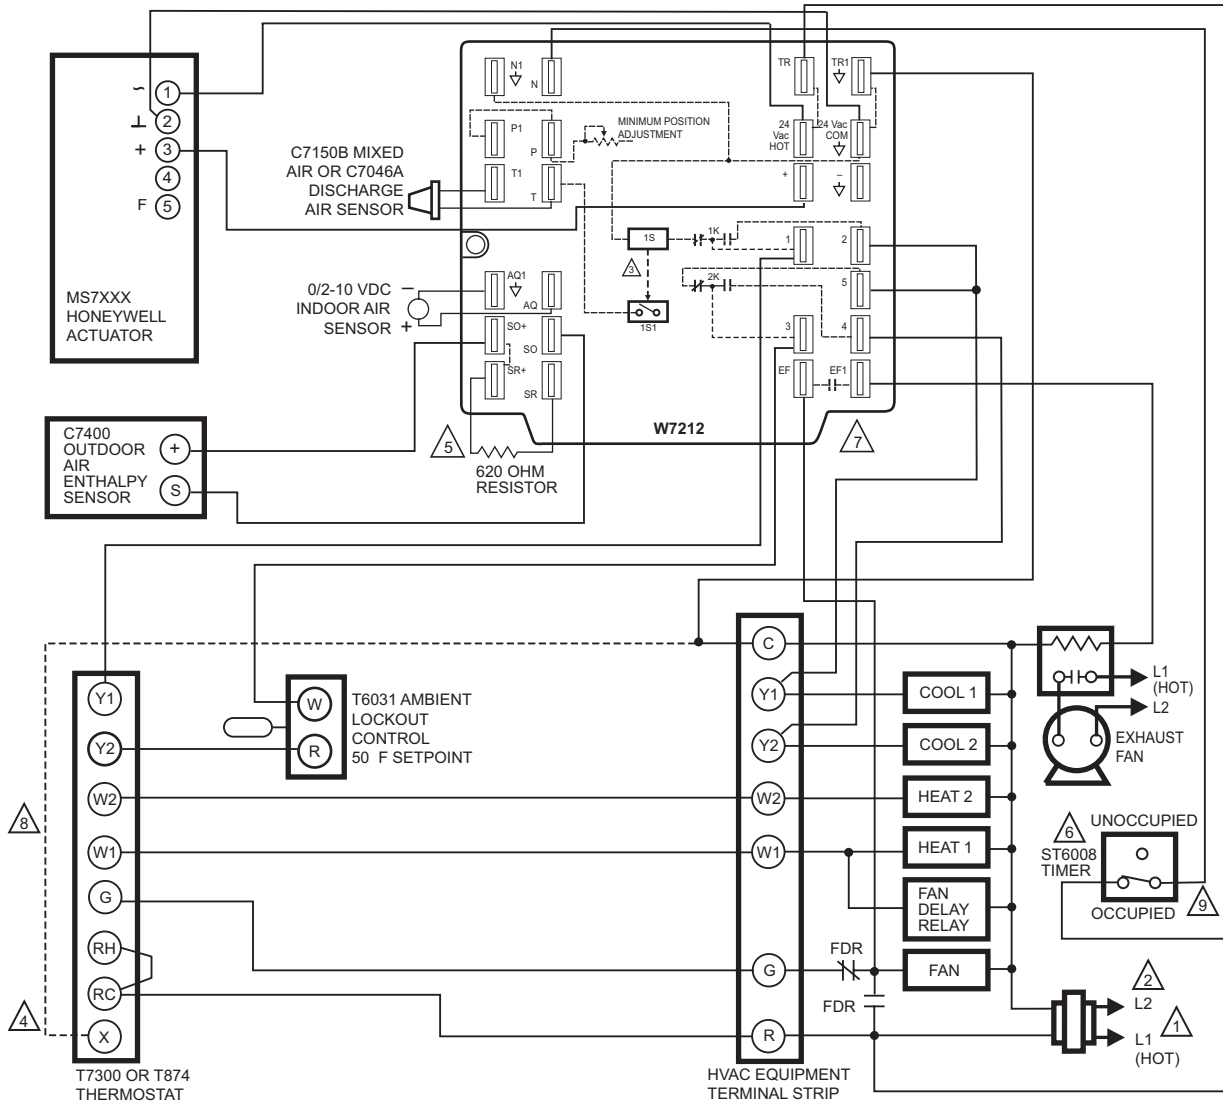 ~
1
⊥
2
+
3
4
F
5
MS7XXX
HONEYWELL
ACTUATOR
C7150B MIXED
AIR OR C7046A
DISCHARGE
AIR SENSOR
0/2-10 VDC
INDOOR AIR
SENSOR
−
+
N1
N
P1
P
T1
T
MINIMUM POSITION
ADJUSTMENT
TR
TR1
24
Vac
HOT
24 Vac
COM
+
−
1S
1K
1
2
3
2K
5
1S1
AQ1
AQ
SO+
SO
SR+
SR
3
4
EF
EF1
W7212
5
7
620 OHM
RESISTOR
C7400
OUTDOOR
AIR
ENTHALPY
SENSOR
+
S
Y1
Y2
W2
W1
G
RH
RC
X
8
4
T7300 OR T874
THERMOSTAT
W
R
T6031 AMBIENT
LOCKOUT
CONTROL
50 F SETPOINT
C
Y1
Y2
W2
W1
G
R
HVAC EQUIPMENT
TERMINAL STRIP
COOL 1
COOL 2
HEAT 2
HEAT 1
FAN
DELAY
RELAY
FAN
FDR
FDR
L1
(HOT)
L2
EXHAUST
FAN
6
UNOCCUPIED
ST6008
TIMER
OCCUPIED
9
2
L2
1
L1
(HOT)